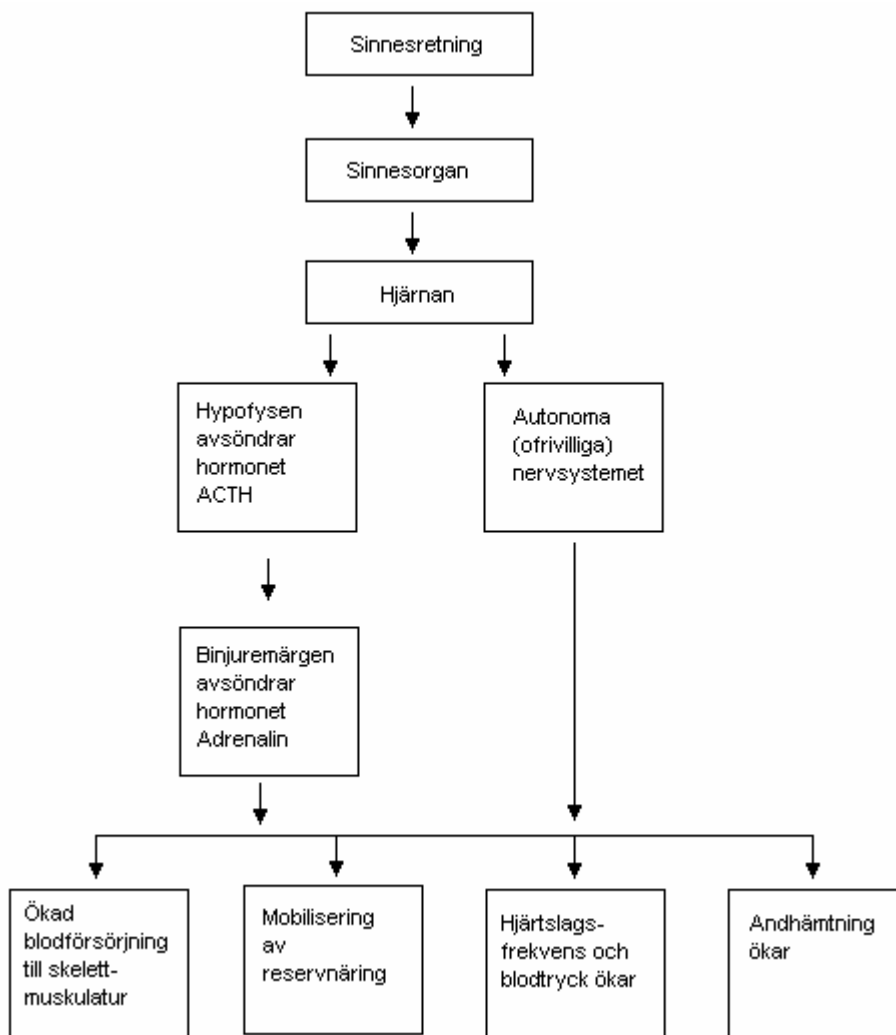 Sinnesretning
Sinnesorgan
Hjärnan
Hypofysen
avsöndrar
hormonet
ACTH
Autonoma
(ofrivilliga)
nervsystemet
Binjuremärgen
avsöndrar
hormonet
Adrenalin
Ökad
blodförsörjning
till skelett-
muskulatur
Mobilisering
av
reservnäring
Hjärtslags-
frekvens och
blodtryck ökar
Andhämtning
ökar